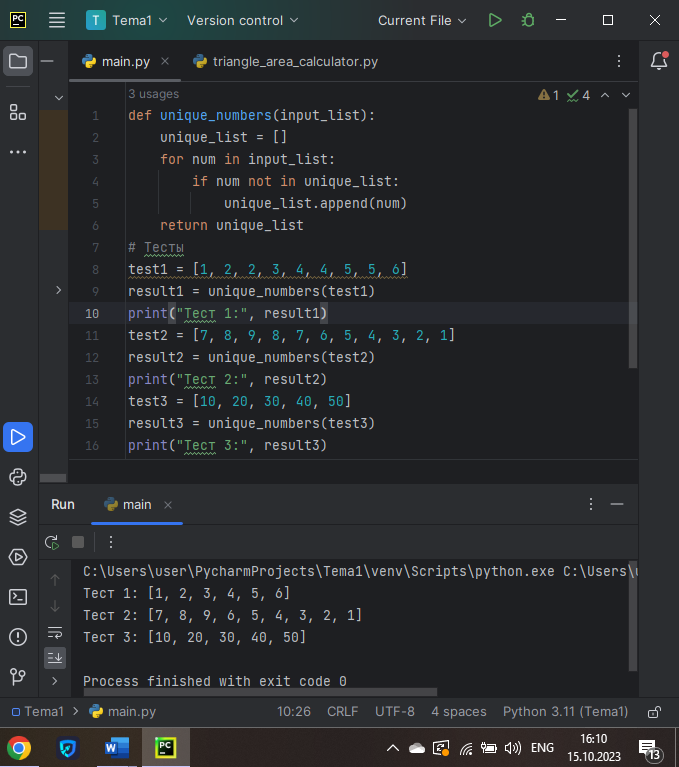 PC T Tema1 Version control Current File
main.py triangle_area_calculator.py
3 usages 1 4
1 def unique_numbers(input_list):
2 unique_list = []
3 for num in input_list:
4 if num not in unique_list:
5 unique_list.append(num)
6 return unique_list
7 # Тесты
8 test1 = [1, 2, 2, 3, 4, 4, 5, 5, 6]
9 result1 = unique_numbers(test1)
10 print("Тест 1:", result1)
11 test2 = [7, 8, 9, 8, 7, 6, 5, 4, 3, 2, 1]
12 result2 = unique_numbers(test2)
13 print("Тест 2:", result2)
14 test3 = [10, 20, 30, 40, 50]
15 result3 = unique_numbers(test3)
16 print("Тест 3:", result3)
Run main
C:\Users\user\PycharmProjects\Tema1\venv\Scripts\python.exe C:\Users\u
Тест 1: [1, 2, 3, 4, 5, 6]
Тест 2: [7, 8, 9, 6, 5, 4, 3, 2, 1]
Тест 3: [10, 20, 30, 40, 50]
Process finished with exit code 0
Tema1 > main.py 10:26 CRLF UTF-8 4 spaces Python 3.11 (Tema1)
W PC ENG 16:10
15.10.2023 13